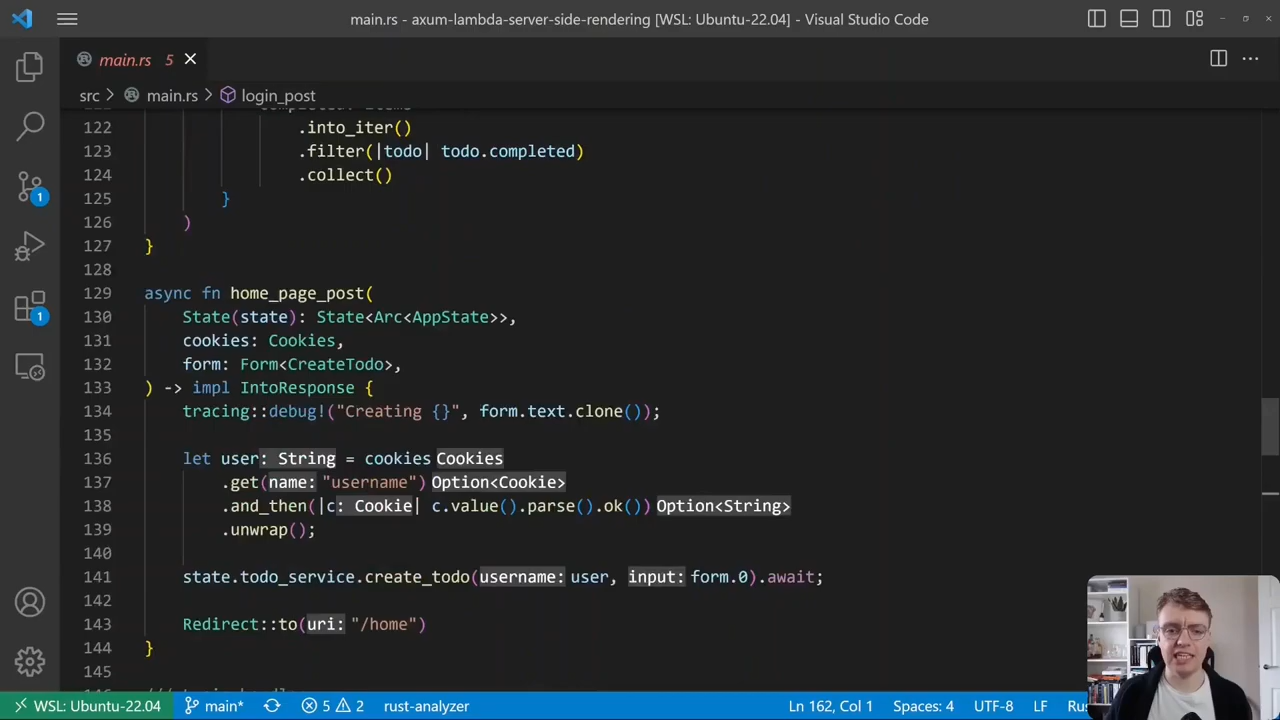 main.rs - axum-lambda-server-side-rendering [WSL: Ubuntu-22.04] - Visual Studio Code
main.rs 5
src > main.rs > login_post
122 .into_iter()
123 .filter(|todo| todo.completed)
124 .collect()
125 }
126 )
127 }
128
129 async fn home_page_post(
130 State(state): State<Arc<AppState>>,
131 cookies: Cookies,
132 form: Form<CreateTodo>,
133 ) -> impl IntoResponse {
134 tracing::debug!("Creating {}", form.text.clone());
135
136 let user: String = cookies Cookies
137 .get(name: "username") Option<Cookie>
138 .and_then(|c: Cookie| c.value().parse().ok()) Option<String>
139 .unwrap();
140
141 state.todo_service.create_todo(username: user, input: form.0).await;
142
143 Redirect::to(uri: "/home")
144 }
145
1
1
WSL: Ubuntu-22.04 main* 5 2 rust-analyzer Ln 162, Col 1 Spaces: 4 UTF-8 LF